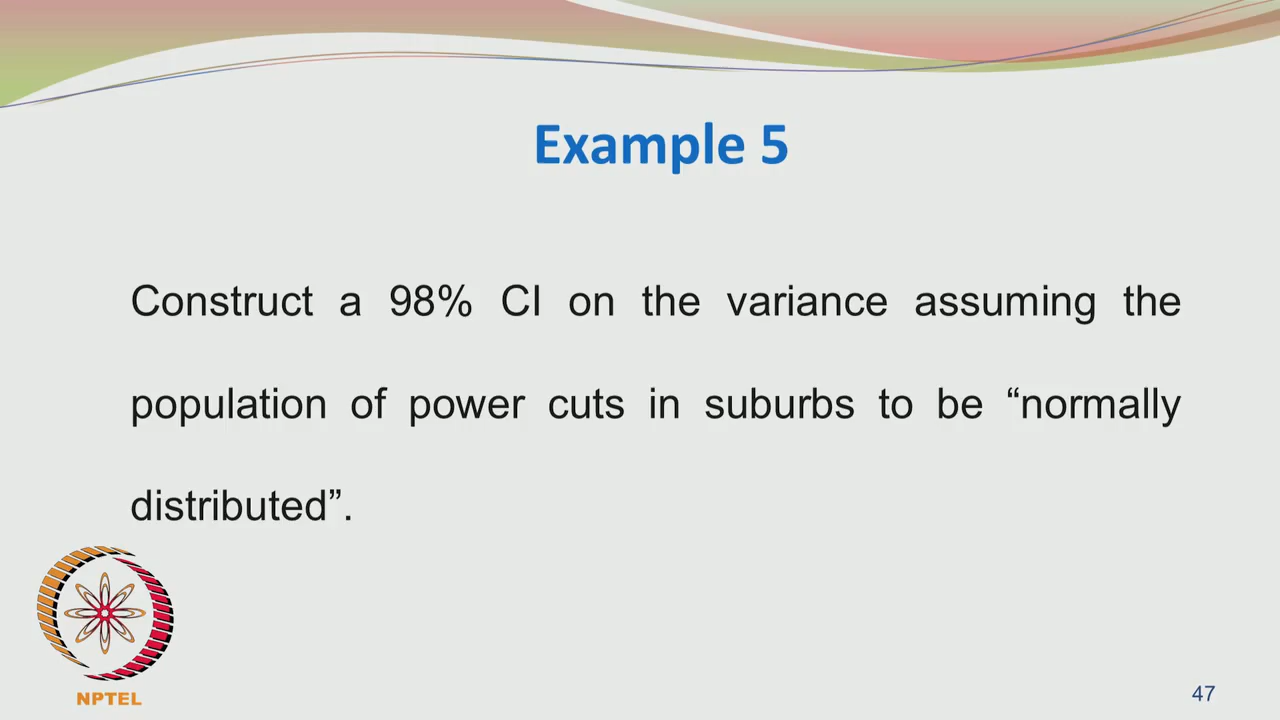 Example 5
Construct a 98% CI on the variance assuming the
population of power cuts in suburbs to be “normally
distributed”.
NPTEL
47